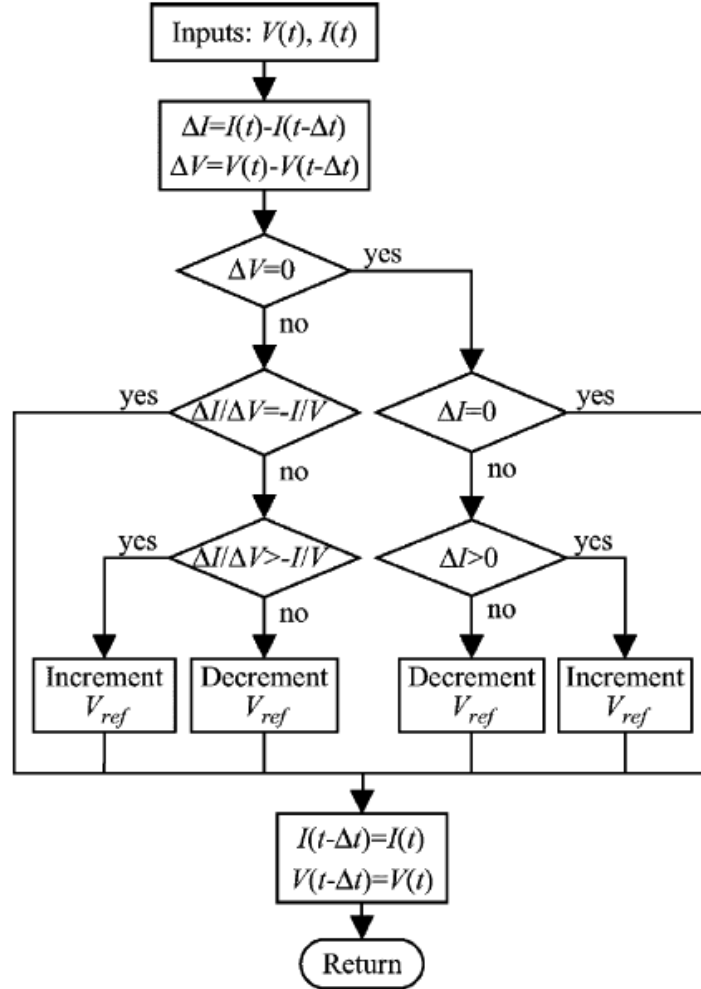 Inputs: V(t), I(t)
ΔI=I(t)-I(t-Δt)
ΔV=V(t)-V(t-Δt)
ΔV=0
yes
no
yes
ΔI/ΔV=-I/V
ΔI=0
yes
no
no
yes
ΔI/ΔV>-I/V
ΔI>0
yes
no
no
Increment
Vref
Decrement
Vref
Decrement
Vref
Increment
Vref
I(t-Δt)=I(t)
V(t-Δt)=V(t)
Return